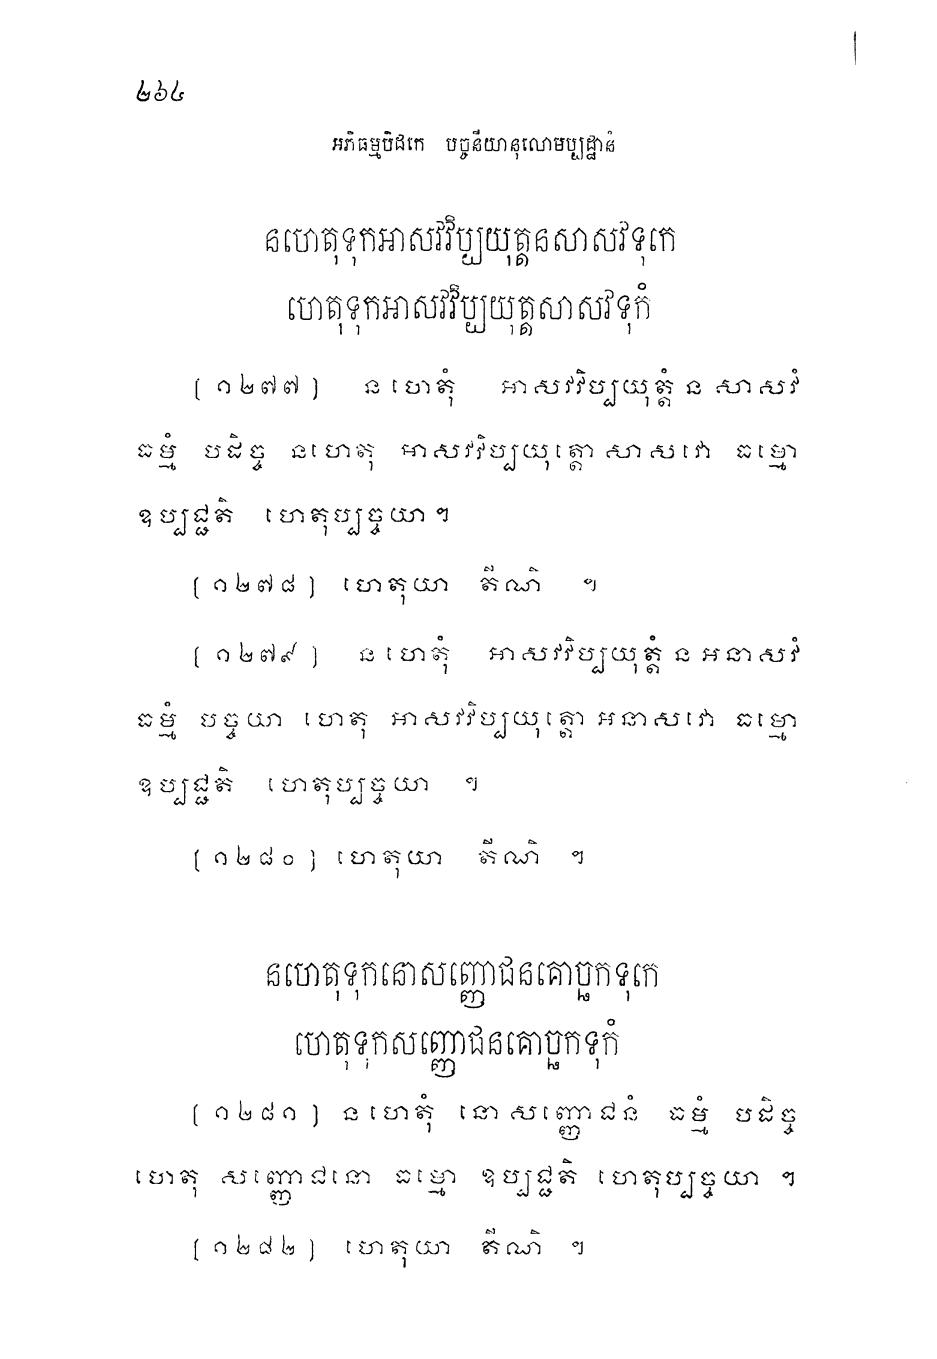 ២៦៤
អភិធម្មបិដកេ បច្ចនីយានុលោមប្បដ្ឋានំ
នហេតុទុកអាសវវិប្បយុត្តនសាសវទុកេ
ហេតុទុកអាសវវិប្បយុត្តសាសវទុកំ
[១២៧៧] ន ហេតុំ អាសវវិប្បយុត្តំ ន សាសវំ
ធម្មំ បដិច្ច នហេតុ អាសវវិប្បយុត្តោ សាសវោ ធម្មោ
ឧប្បជ្ជតិ ហេតុប្បច្ចយា ។
[១២៧៨] ហេតុយា តីណិ ។
[១២៧៩] ន ហេតុំ អាសវវិប្បយុត្តំ ន អនាសវំ
ធម្មំ បច្ចយា ហេតុ អាសវវិប្បយុត្តោ អនាសវោ ធម្មោ
ឧប្បជ្ជតិ ហេតុប្បច្ចយា ។
[១២៨០] ហេតុយា តីណិ ។
នហេតុទុកនោសញ្ញោជនគោច្ឆកទុកេ
ហេតុទុកសញ្ញោជនគោច្ឆកទុកំ
[១២៨១] ន ហេតុំ នោ សញ្ញោជនំ ធម្មំ បដិច្ច
ហេតុ សញ្ញោជនោ ធម្មោ ឧប្បជ្ជតិ ហេតុប្បច្ចយា ។
[១២៨២] ហេតុយា តីណិ ។